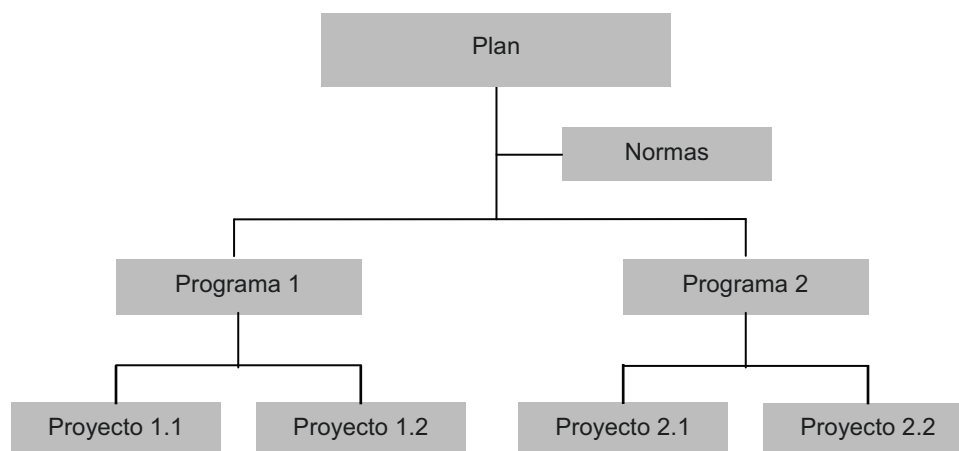 Plan
Normas
Programa 1
Programa 2
Proyecto 1.1
Proyecto 1.2
Proyecto 2.1
Proyecto 2.2